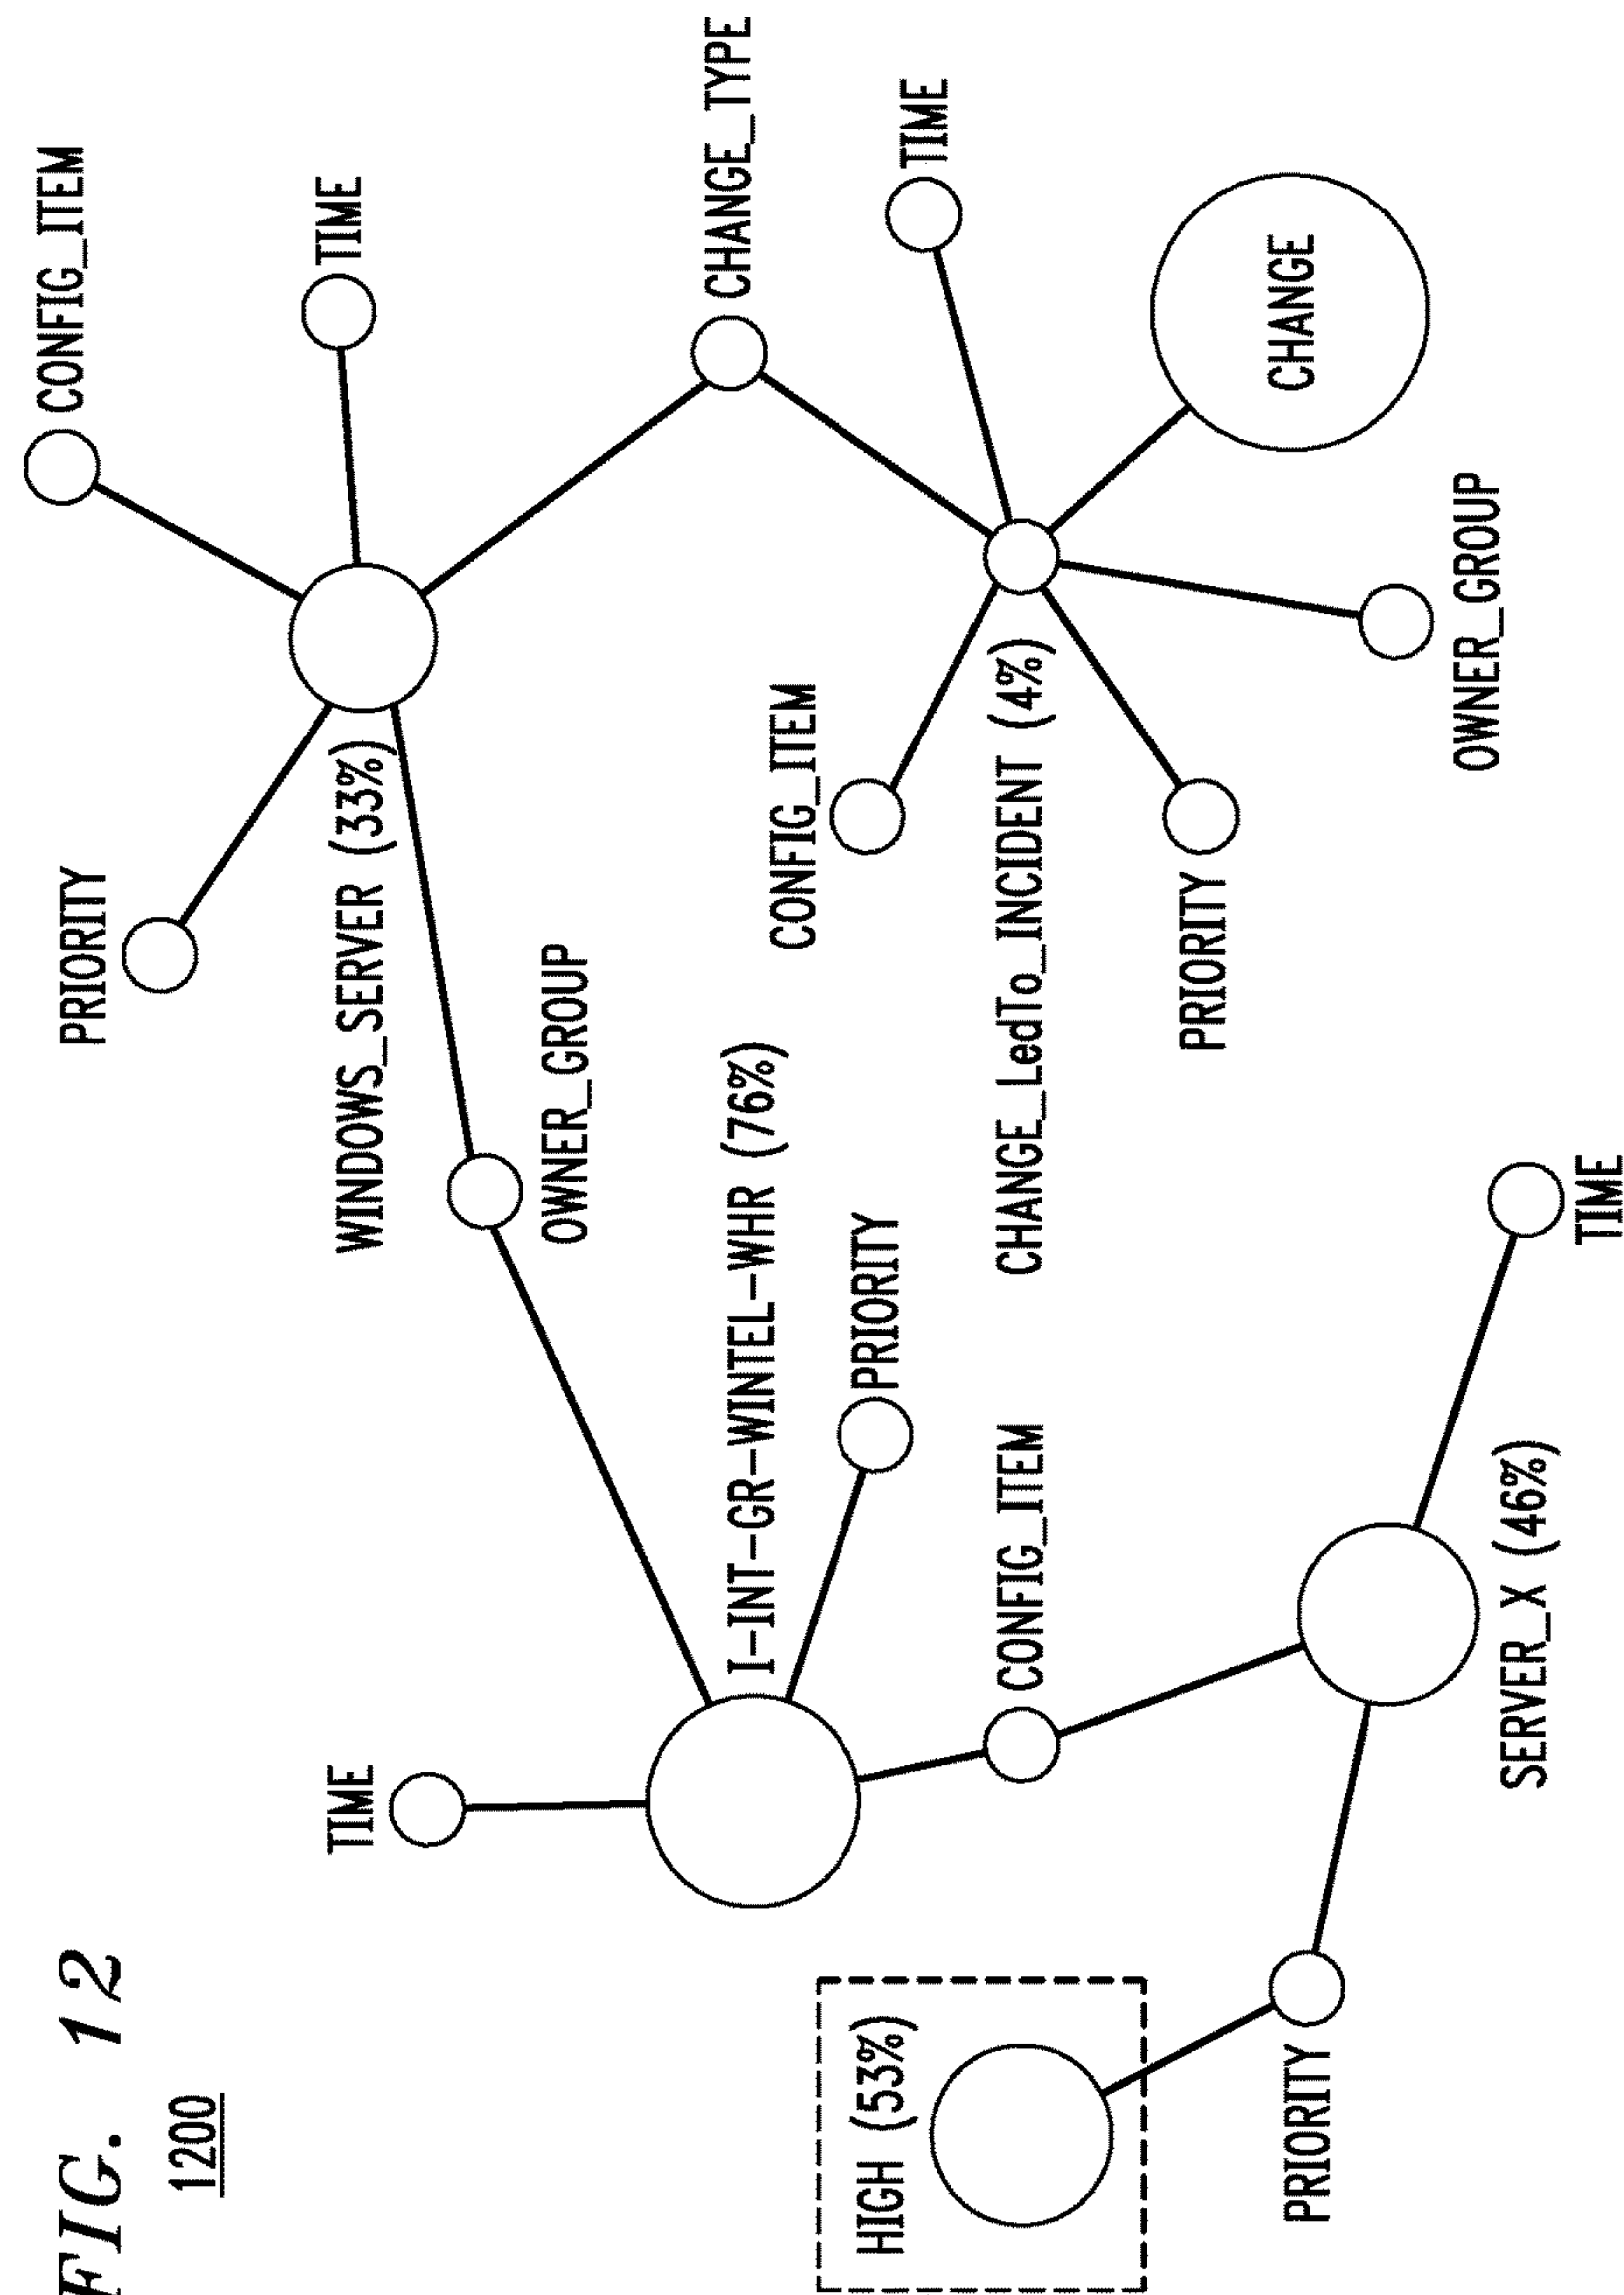 FIG. 12
1200
CONFIG_ITEM
PRIORITY
TIME
WINDOWS_SERVER (33%)
TIME
OWNER_GROUP
CHANGE_TYPE
I-INT-GR-WINTEL-WHR (76%)
CONFIG_ITEM
PRIORITY
TIME
HIGH (53%)
CONFIG_ITEM
CHANGE_LedTo_INCIDENT (4%)
PRIORITY
CHANGE
PRIORITY
OWNER_GROUP
SERVER_X (46%)
TIME